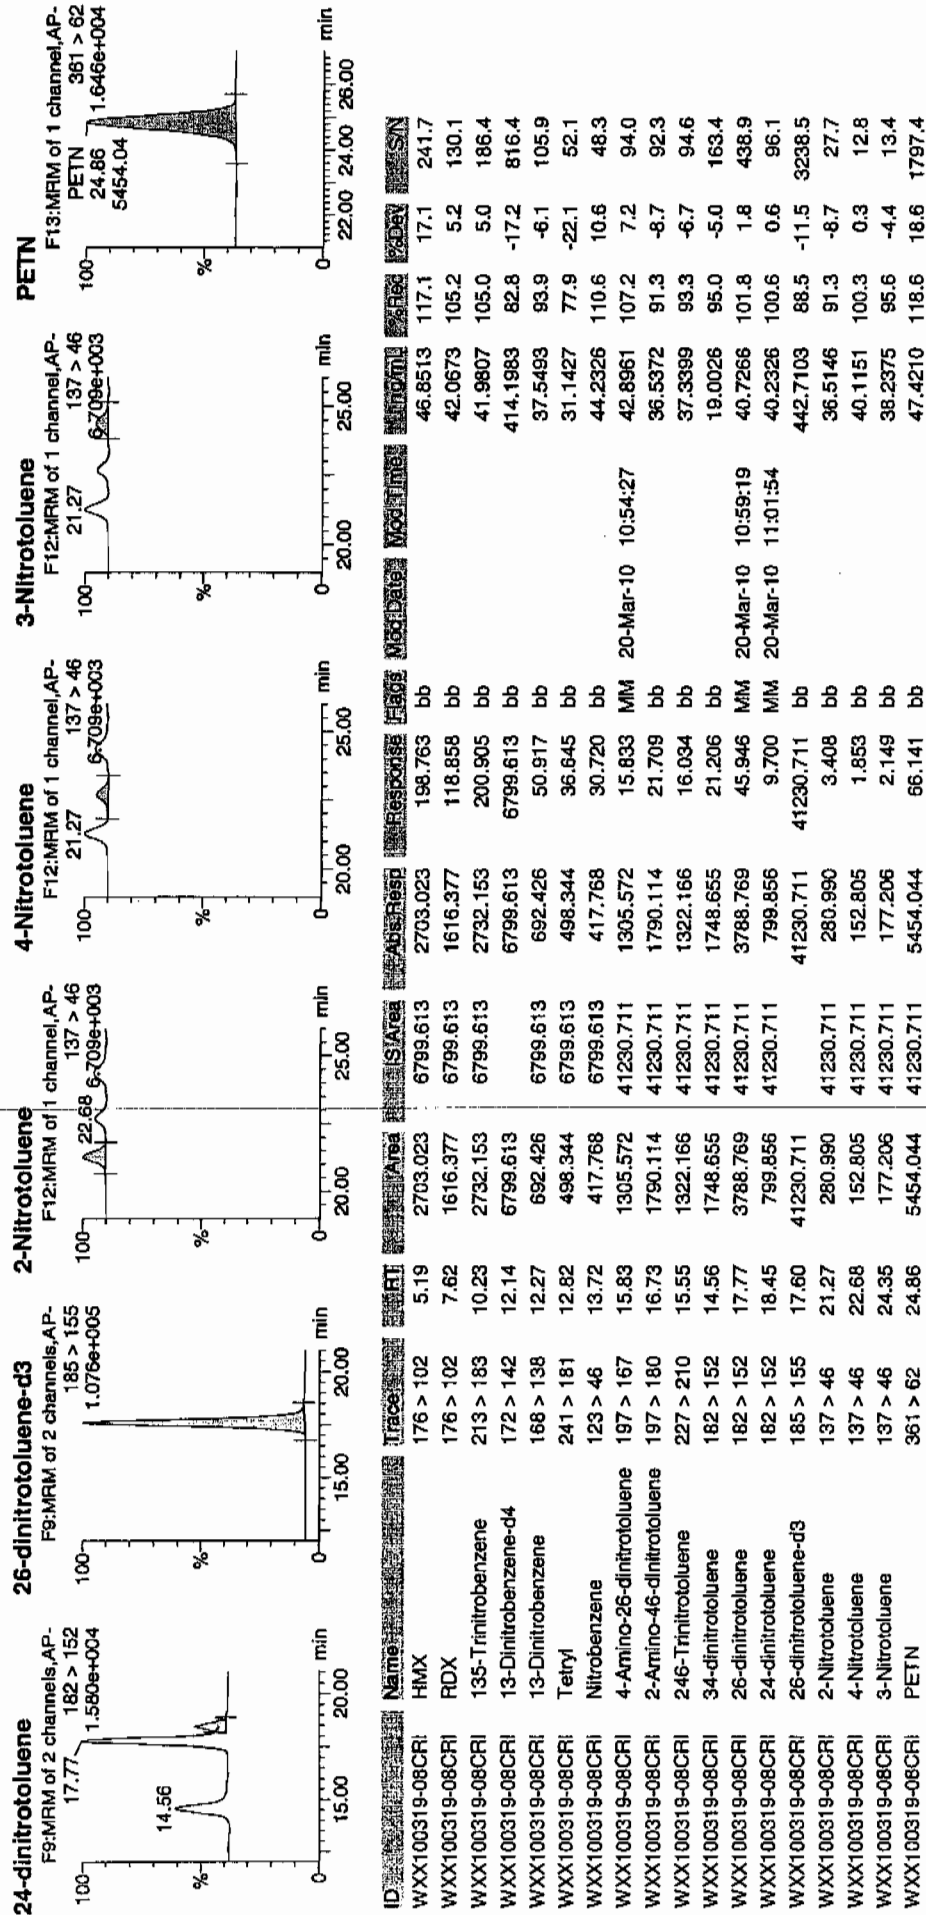 24-dinitrotoluene
F9:MRM of 2 channels,AP-
182 > 152
1.580e+004
17.77
14.56
100
%
0
15.00
20.00
min
26-dinitrotoluene-d3
F9:MRM of 2 channels,AP-
185 > 155
1.076e+005
100
%
0
15.00
20.00
min
2-Nitrotoluene
F12:MRM of 1 channel,AP-
137 > 46
22.68
6.709e+003
100
%
0
20.00
25.00
min
4-Nitrotoluene
F12:MRM of 1 channel,AP-
137 > 46
21.27
6.709e+003
100
%
0
20.00
25.00
min
3-Nitrotoluene
F12:MRM of 1 channel,AP-
137 > 46
21.27
6.709e+003
100
%
0
20.00
25.00
min
PETN
F13:MRM of 1 channel,AP-
PETN 361 > 62
24.86 1.646e+004
5454.04
100
%
0
22.00
24.00
26.00
min
ID Name Trace RT Area IS Area Abs.Resp Response Flags Mod.Date Mod.Time ng/mL %Rec %Dev S/N
WXX100319-08CRI HMX 176 > 102 5.19 2703.023 6799.613 2703.023 198.763 bb 46.8513 117.1 17.1 241.7
WXX100319-08CRI RDX 176 > 102 7.62 1616.377 6799.613 1616.377 118.858 bb 42.0673 105.2 5.2 130.1
WXX100319-08CRI 135-Trinitrobenzene 213 > 183 10.23 2732.153 6799.613 2732.153 200.905 bb 41.9807 105.0 5.0 186.4
WXX100319-08CRI 13-Dinitrobenzene-d4 172 > 142 12.14 6799.613 6799.613 6799.613 bb 414.1983 82.8 -17.2 816.4
WXX100319-08CRI 13-Dinitrobenzene 168 > 138 12.27 692.426 6799.613 692.426 50.917 bb 37.5493 93.9 -6.1 105.9
WXX100319-08CRI Tetryl 241 > 181 12.82 498.344 6799.613 498.344 36.645 bb 31.1427 77.9 -22.1 52.1
WXX100319-08CRI Nitrobenzene 123 > 46 13.72 417.768 6799.613 417.768 30.720 bb 44.2326 110.6 10.6 48.3
WXX100319-08CRI 4-Amino-26-dinitrotoluene 197 > 167 15.83 1305.572 41230.711 1305.572 15.833 MM 20-Mar-10 10:54:27 42.8961 107.2 7.2 94.0
WXX100319-08CRI 2-Amino-46-dinitrotoluene 197 > 180 16.73 1790.114 41230.711 1790.114 21.709 bb 36.5372 91.3 -8.7 92.3
WXX100319-08CRI 246-Trinitrotoluene 227 > 210 15.55 1322.166 41230.711 1322.166 16.034 bb 37.3399 93.3 -6.7 94.6
WXX100319-08CRI 34-dinitrotoluene 182 > 152 14.56 1748.655 41230.711 1748.655 21.206 bb 19.0026 95.0 -5.0 163.4
WXX100319-08CRI 26-dinitrotoluene 182 > 152 17.77 3788.769 41230.711 3788.769 45.946 MM 20-Mar-10 10:59:19 40.7266 101.8 1.8 438.9
WXX100319-08CRI 24-dinitrotoluene 182 > 152 18.45 799.856 41230.711 799.856 9.700 MM 20-Mar-10 11:01:54 40.2326 100.6 0.6 96.1
WXX100319-08CRI 26-dinitrotoluene-d3 185 > 155 17.60 41230.711 41230.711 41230.711 bb 442.7103 88.5 -11.5 3238.5
WXX100319-08CRI 2-Nitrotoluene 137 > 46 21.27 280.990 41230.711 280.990 3.408 bb 36.5146 91.3 -8.7 27.7
WXX100319-08CRI 4-Nitrotoluene 137 > 46 22.68 152.805 41230.711 152.805 1.853 bb 40.1151 100.3 0.3 12.8
WXX100319-08CRI 3-Nitrotoluene 137 > 46 24.35 177.206 41230.711 177.206 2.149 bb 38.2375 95.6 -4.4 13.4
WXX100319-08CRI PETN 361 > 62 24.86 5454.044 41230.711 5454.044 66.141 bb 47.4210 118.6 18.6 1797.4